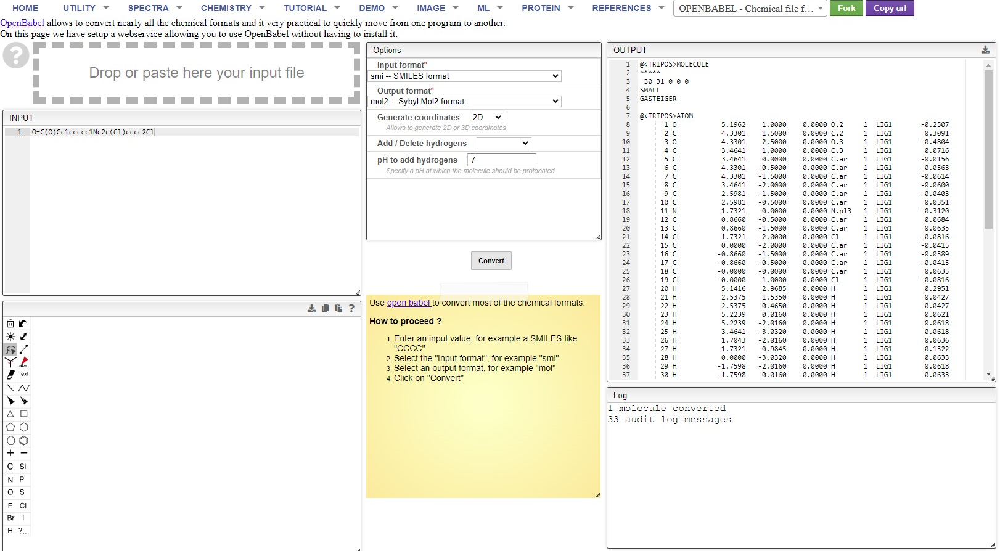 HOME UTILITY SPECTRA CHEMISTRY TUTORIAL DEMO IMAGE ML PROTEIN REFERENCES OPENBABEL - Chemical file f... Fork Copy url
OpenBabel allows to convert nearly all the chemical formats and it very practical to quickly move from one program to another.
On this page we have setup a webservice allowing you to use OpenBabel without having to install it.
?
Drop or paste here your input file
INPUT
1 O=C(O)Cc1ccccc1Nc2c(Cl)cccc2Cl
?
abs
Text
C Si
N P
O S
F Cl
Br I
H ?...
Options
Input format*
smi -- SMILES format
Output format*
mol2 -- Sybyl Mol2 format
Generate coordinates 2D
Allows to generate 2D or 3D coordinates
Add / Delete hydrogens
pH to add hydrogens 7
Specify a pH at which the molecule should be protonated
Convert
Use open babel to convert most of the chemical formats.
How to proceed ?
1. Enter an input value, for example a SMILES like
"CCCC"
2. Select the "Input format", for example "smi"
3. Select an output format, for example "mol"
4. Click on "Convert"
OUTPUT
1 @<TRIPOS>MOLECULE
2 *****
3 30 31 0 0 0
4 SMALL
5 GASTEIGER
6
7 @<TRIPOS>ATOM
8 1 O 5.1962 1.0000 0.0000 O.2 1 LIG1 -0.2507
9 2 C 4.3301 1.5000 0.0000 C.2 1 LIG1 0.3091
10 3 O 4.3301 2.5000 0.0000 O.3 1 LIG1 -0.4804
11 4 C 3.4641 1.0000 0.0000 C.3 1 LIG1 0.0716
12 5 C 3.4641 0.0000 0.0000 C.ar 1 LIG1 -0.0156
13 6 C 4.3301 -0.5000 0.0000 C.ar 1 LIG1 -0.0563
14 7 C 4.3301 -1.5000 0.0000 C.ar 1 LIG1 -0.0614
15 8 C 3.4641 -2.0000 0.0000 C.ar 1 LIG1 -0.0600
16 9 C 2.5981 -1.5000 0.0000 C.ar 1 LIG1 -0.0403
17 10 C 2.5981 -0.5000 0.0000 C.ar 1 LIG1 0.0351
18 11 N 1.7321 0.0000 0.0000 N.pl3 1 LIG1 -0.3120
19 12 C 0.8660 -0.5000 0.0000 C.ar 1 LIG1 0.0684
20 13 C 0.8660 -1.5000 0.0000 C.ar 1 LIG1 0.0635
21 14 CL 1.7321 -2.0000 0.0000 Cl 1 LIG1 -0.0816
22 15 C 0.0000 -2.0000 0.0000 C.ar 1 LIG1 -0.0415
23 16 C -0.8660 -1.5000 0.0000 C.ar 1 LIG1 -0.0589
24 17 C -0.8660 -0.5000 0.0000 C.ar 1 LIG1 -0.0415
25 18 C -0.0000 -0.0000 0.0000 C.ar 1 LIG1 0.0635
26 19 CL -0.0000 1.0000 0.0000 Cl 1 LIG1 -0.0816
27 20 H 5.1416 2.9685 0.0000 H 1 LIG1 0.2951
28 21 H 2.5375 1.5350 0.0000 H 1 LIG1 0.0427
29 22 H 2.5375 0.4650 0.0000 H 1 LIG1 0.0427
30 23 H 5.2239 0.0160 0.0000 H 1 LIG1 0.0621
31 24 H 5.2239 -2.0160 0.0000 H 1 LIG1 0.0618
32 25 H 3.4641 -3.0320 0.0000 H 1 LIG1 0.0618
33 26 H 1.7043 -2.0160 0.0000 H 1 LIG1 0.0636
34 27 H 1.7321 0.9845 0.0000 H 1 LIG1 0.1522
35 28 H 0.0000 -3.0320 0.0000 H 1 LIG1 0.0633
36 29 H -1.7598 -2.0160 0.0000 H 1 LIG1 0.0618
37 30 H -1.7598 0.0160 0.0000 H 1 LIG1 0.0633
Log
1 molecule converted
33 audit log messages